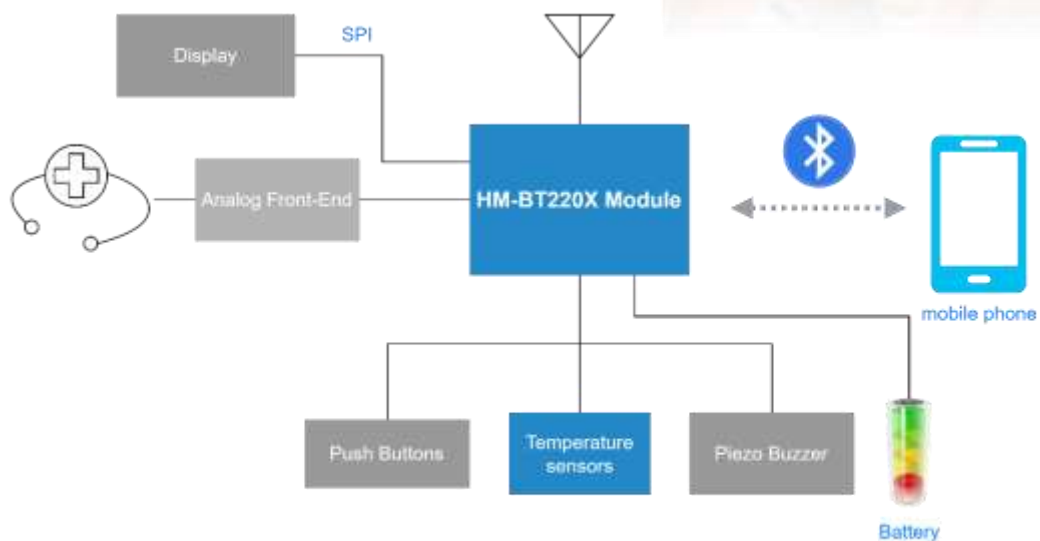 SPI
Display
Analog Front-End
HM-BT220X Module
mobile phone
Push Buttons
Temperature
sensors
Piezo Buzzer
Battery